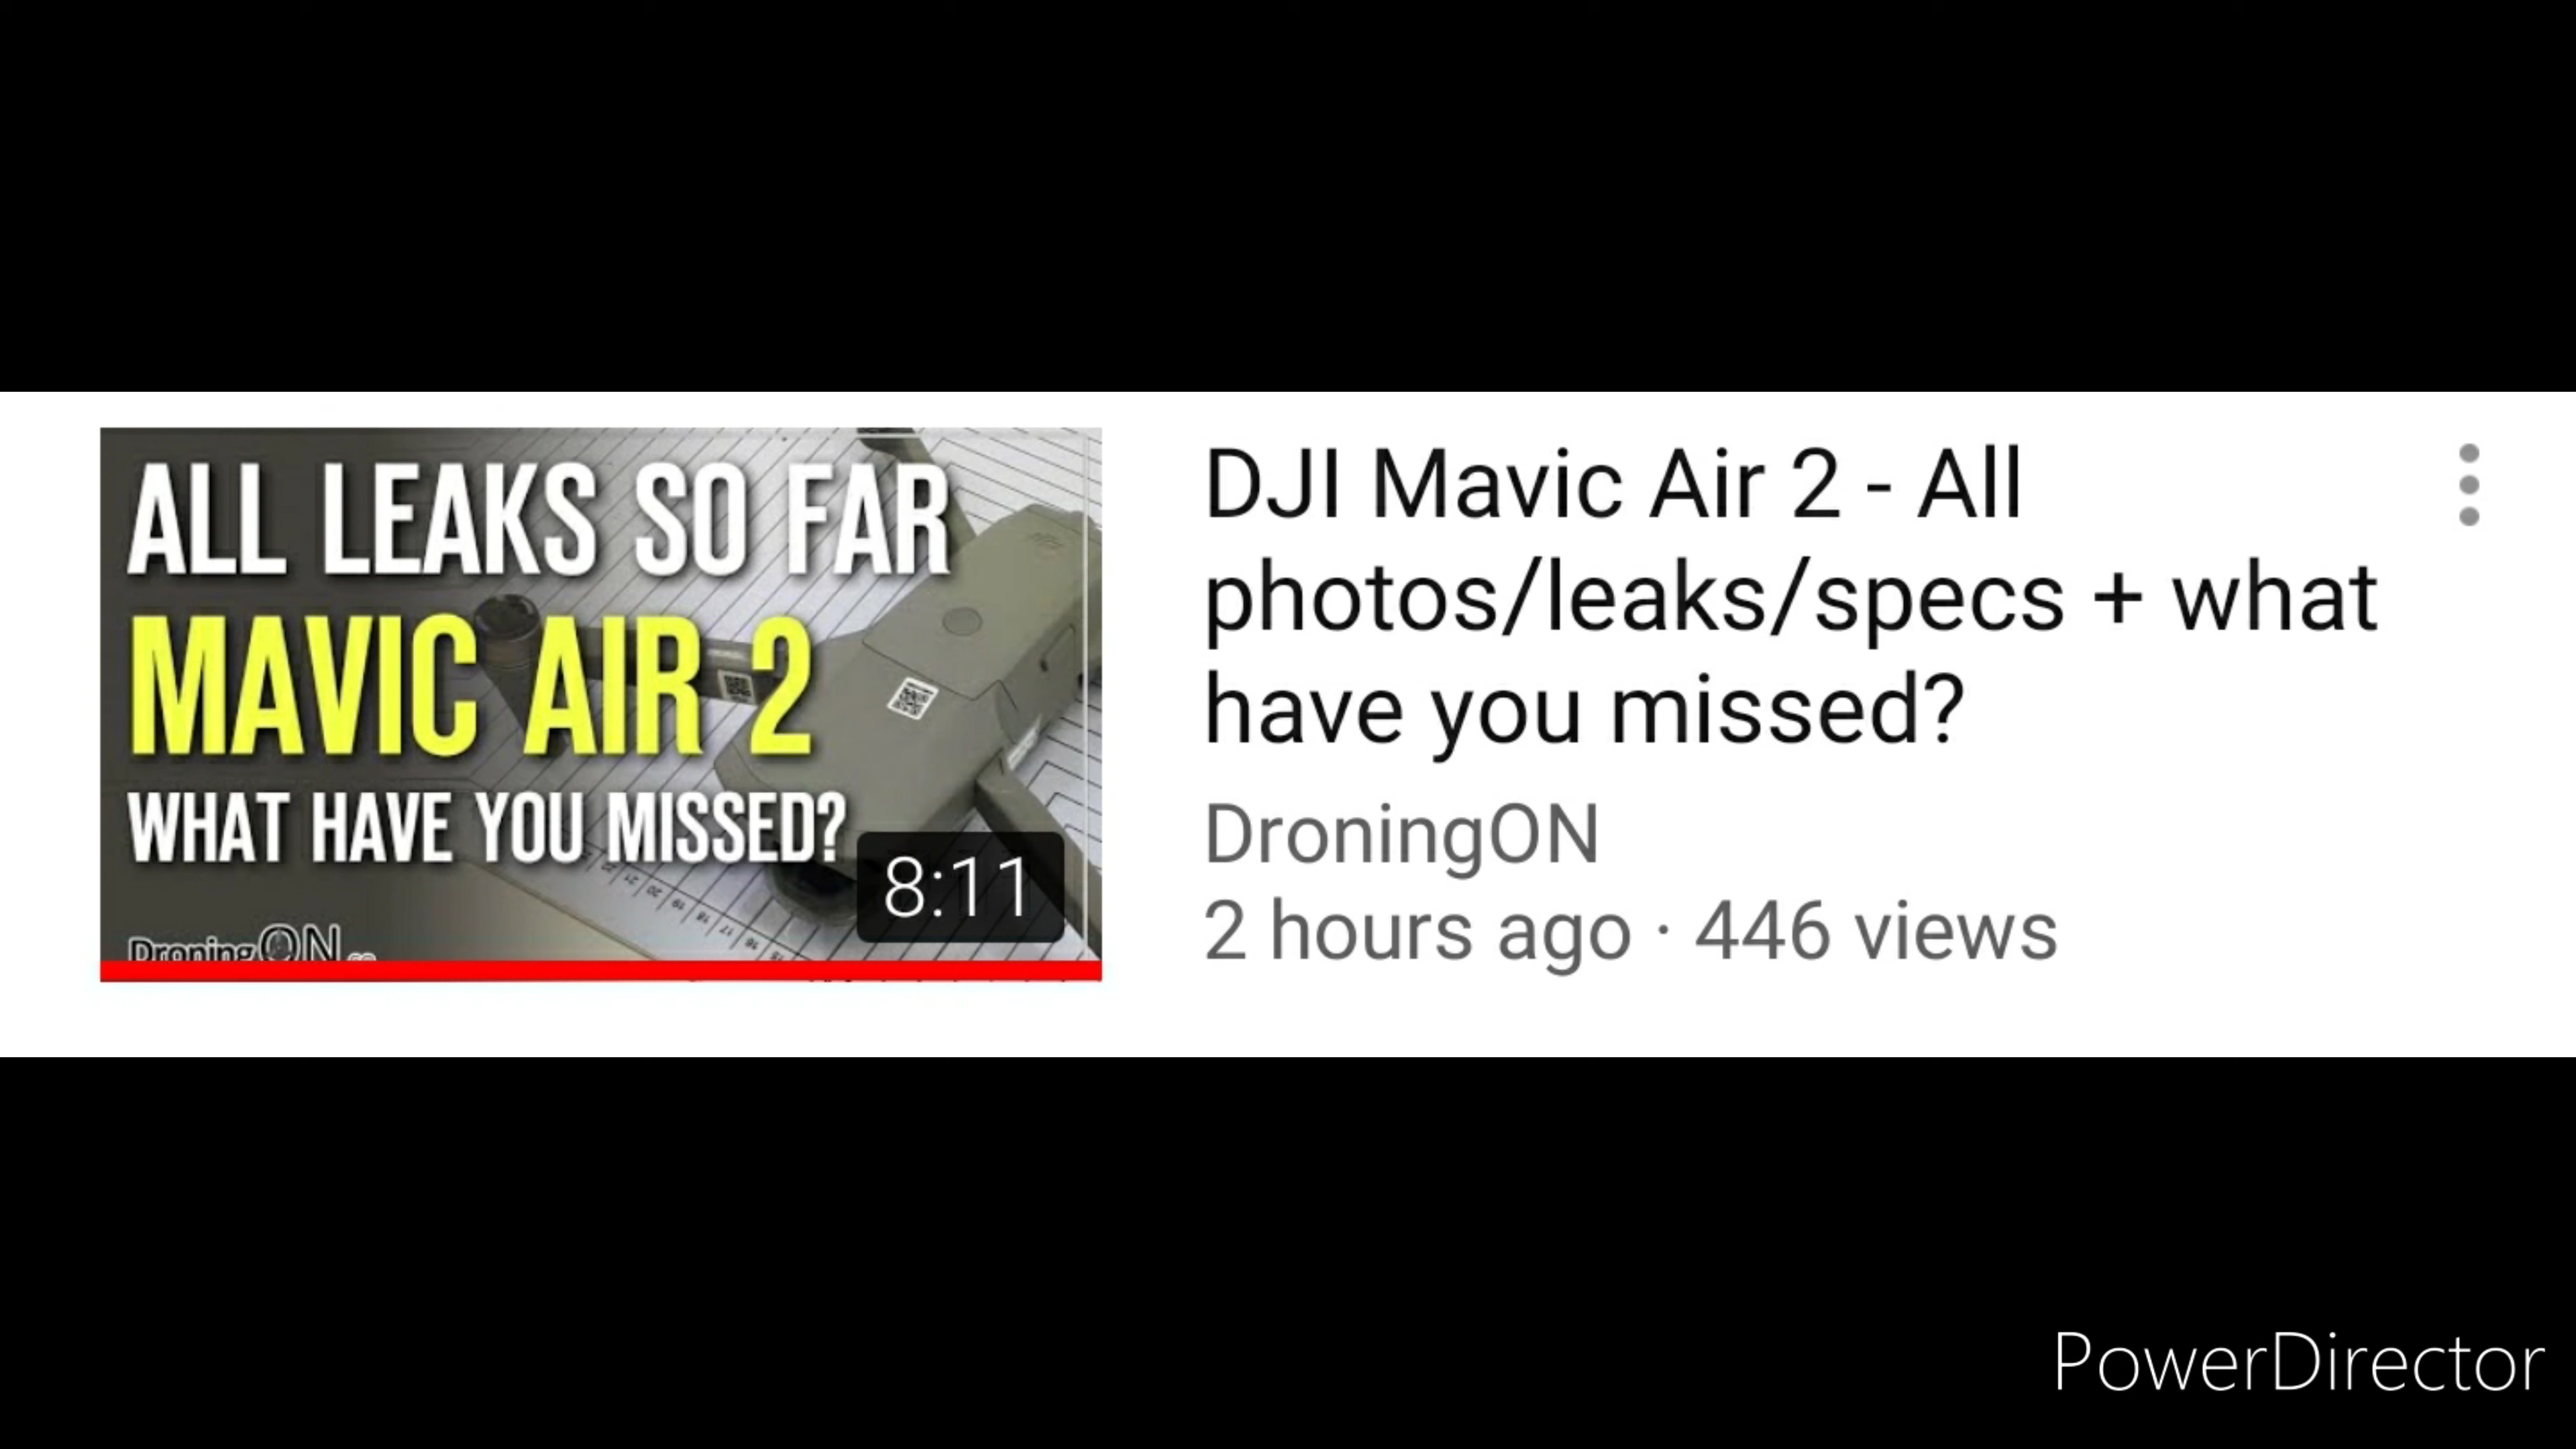 ALL LEAKS SO FAR
MAVIC AIR 2
WHAT HAVE YOU MISSED?
DroningON
8:11
DJI Mavic Air 2 - All
photos/leaks/specs + what
have you missed?
DroningON
2 hours ago · 446 views
PowerDirector